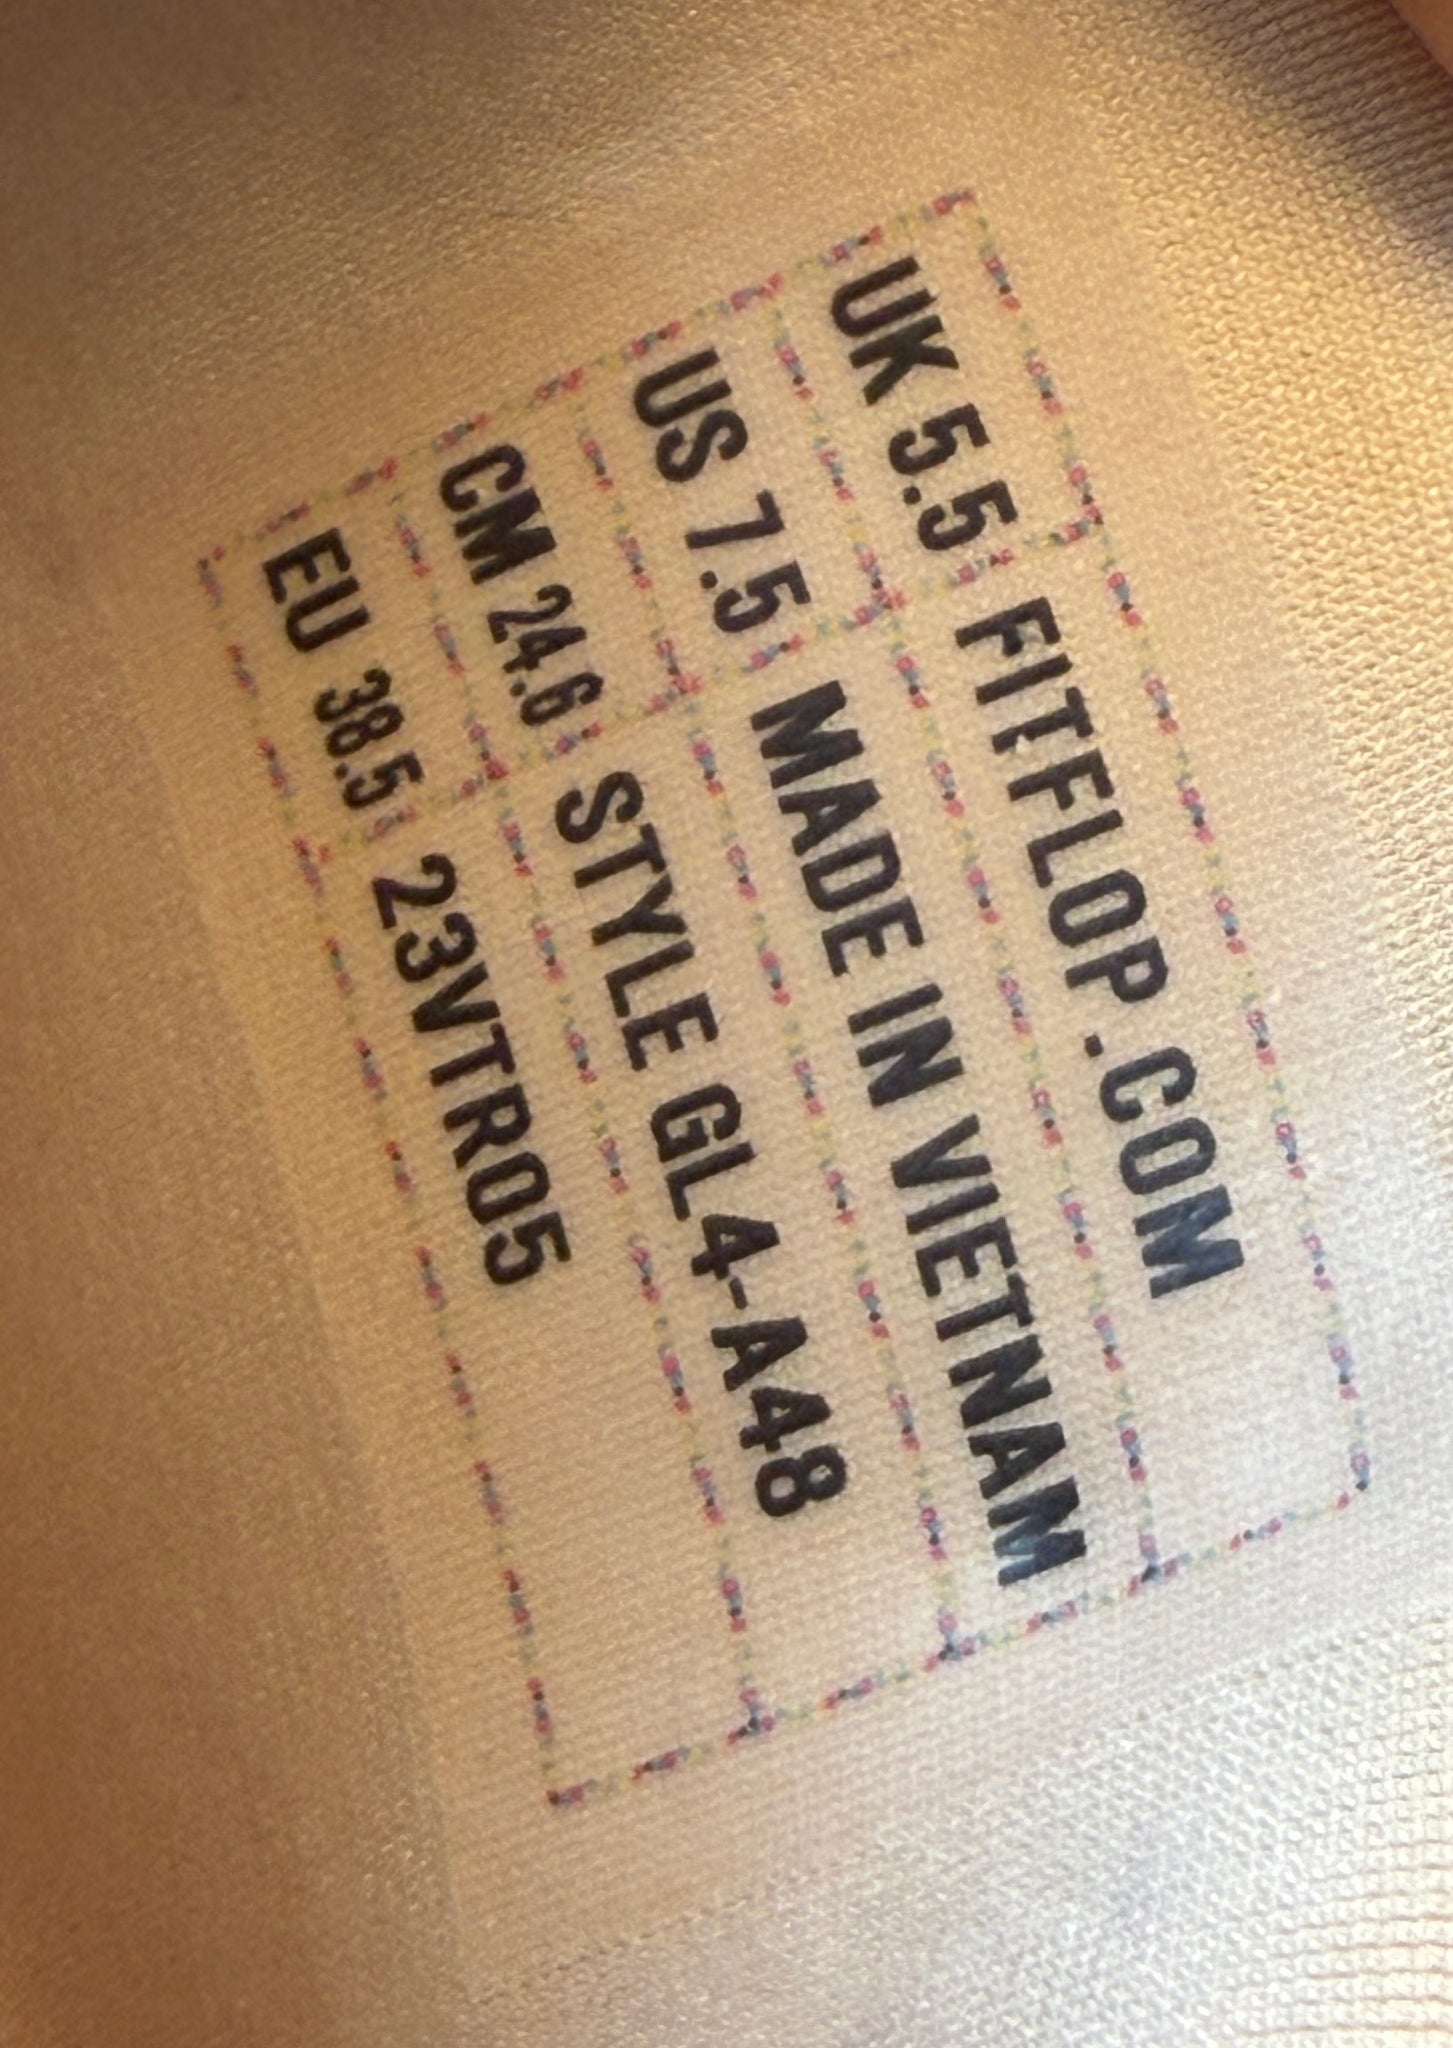 UK 5.5 FITFLOP.COM
US 7.5 MADE IN VIETNAM
CM 24.6 STYLE GL4-A48
EU 38.5 23VTR05